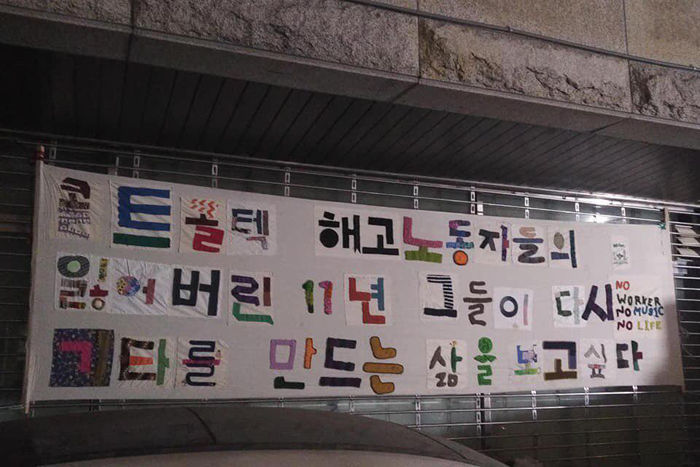 콜트콜텍 해고노동자들의
잃어버린 11년 그들이 다시
기타를 만드는 삶을 보고싶다
NO
WORKER
NO MUSIC
NO LIFE